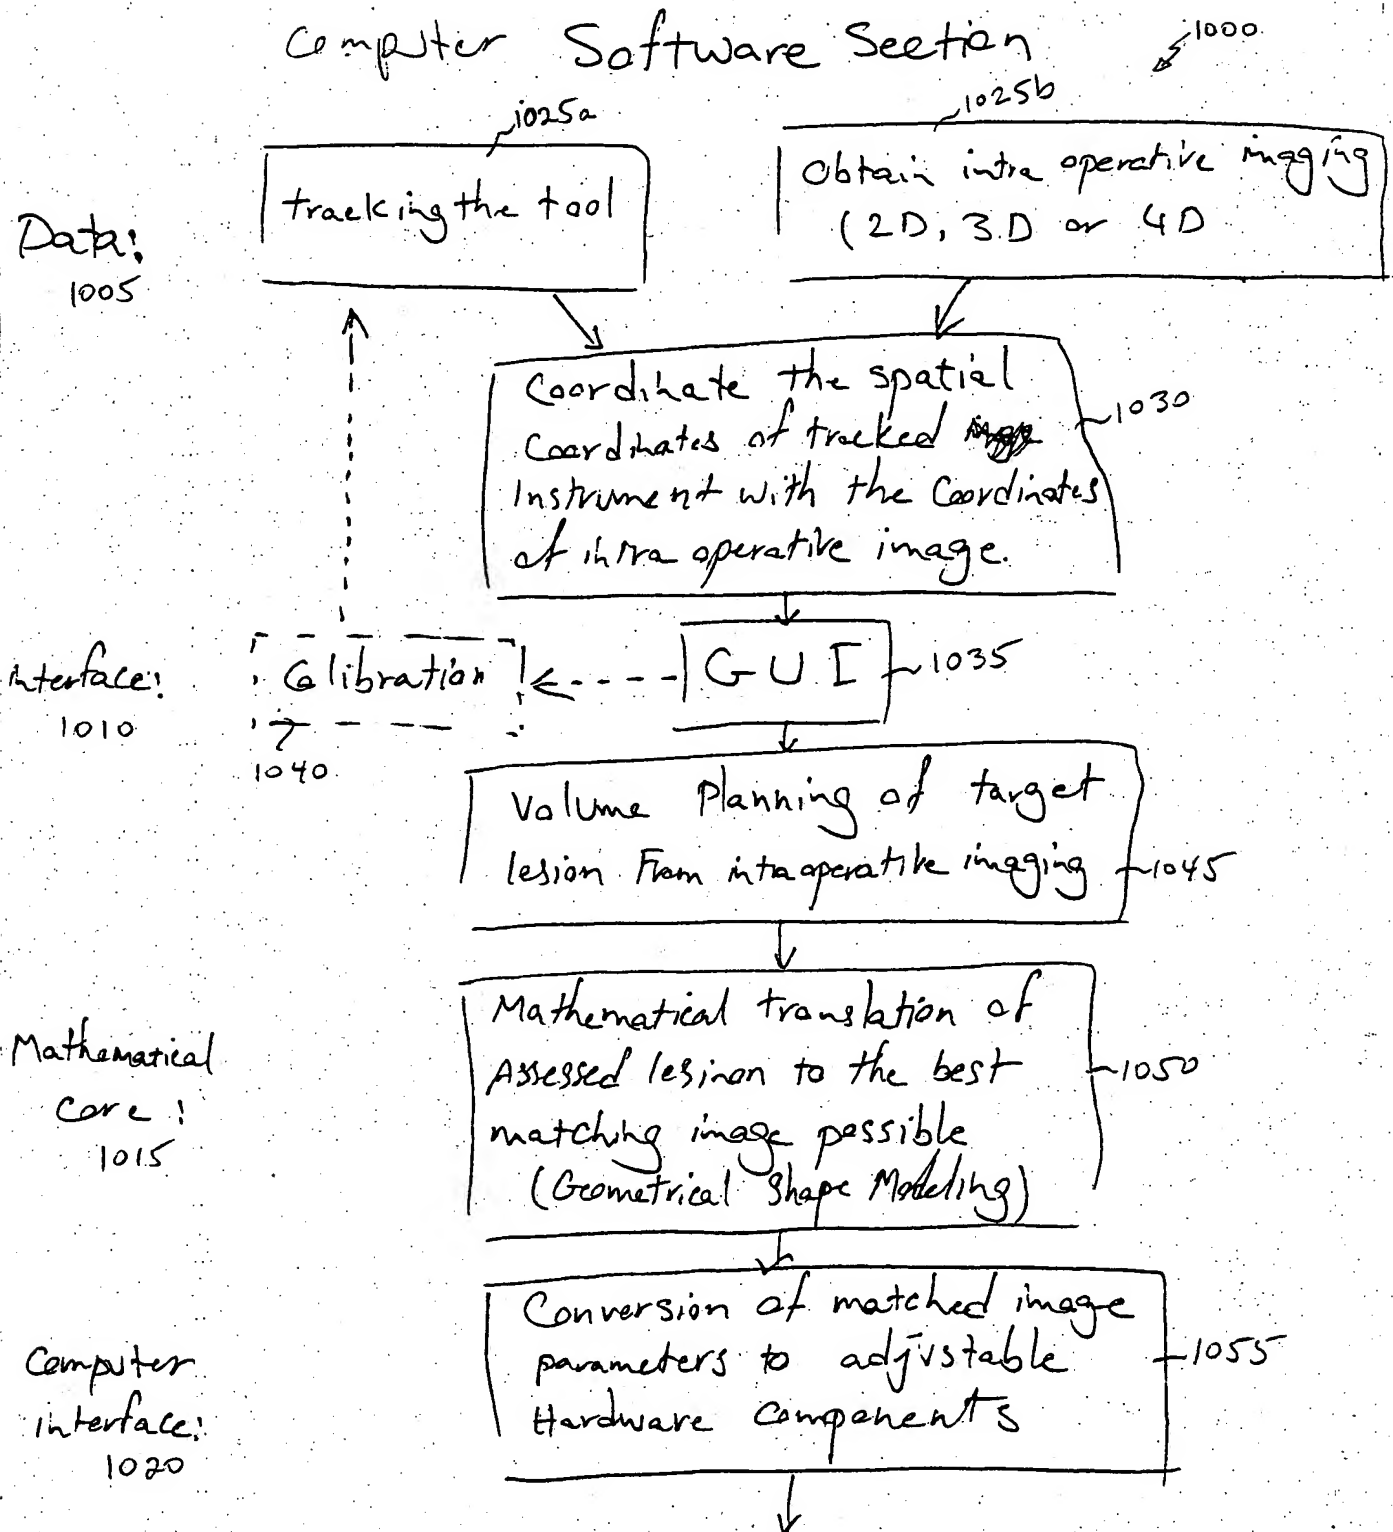 Computer Software Section
1000
1025a
1025b
tracking the tool
Obtain intra operative imaging
(2D, 3D or 4D
Data:
1005
Coordinate the spatial
Coordinates of tracked
Instrument with the Coordinates
of intra operative image.
1030
interface:
1010
Calibration
1040
GUI
1035
Volume Planning of target
lesion From intraoperative imaging
1045
Mathematical
Core:
1015
Mathematical translation of
Assessed lesinon to the best
matching image possible
(Geometrical Shape Modeling)
1050
Computer
interface:
1020
Conversion of matched image
parameters to adjustable
Hardware Components
1055